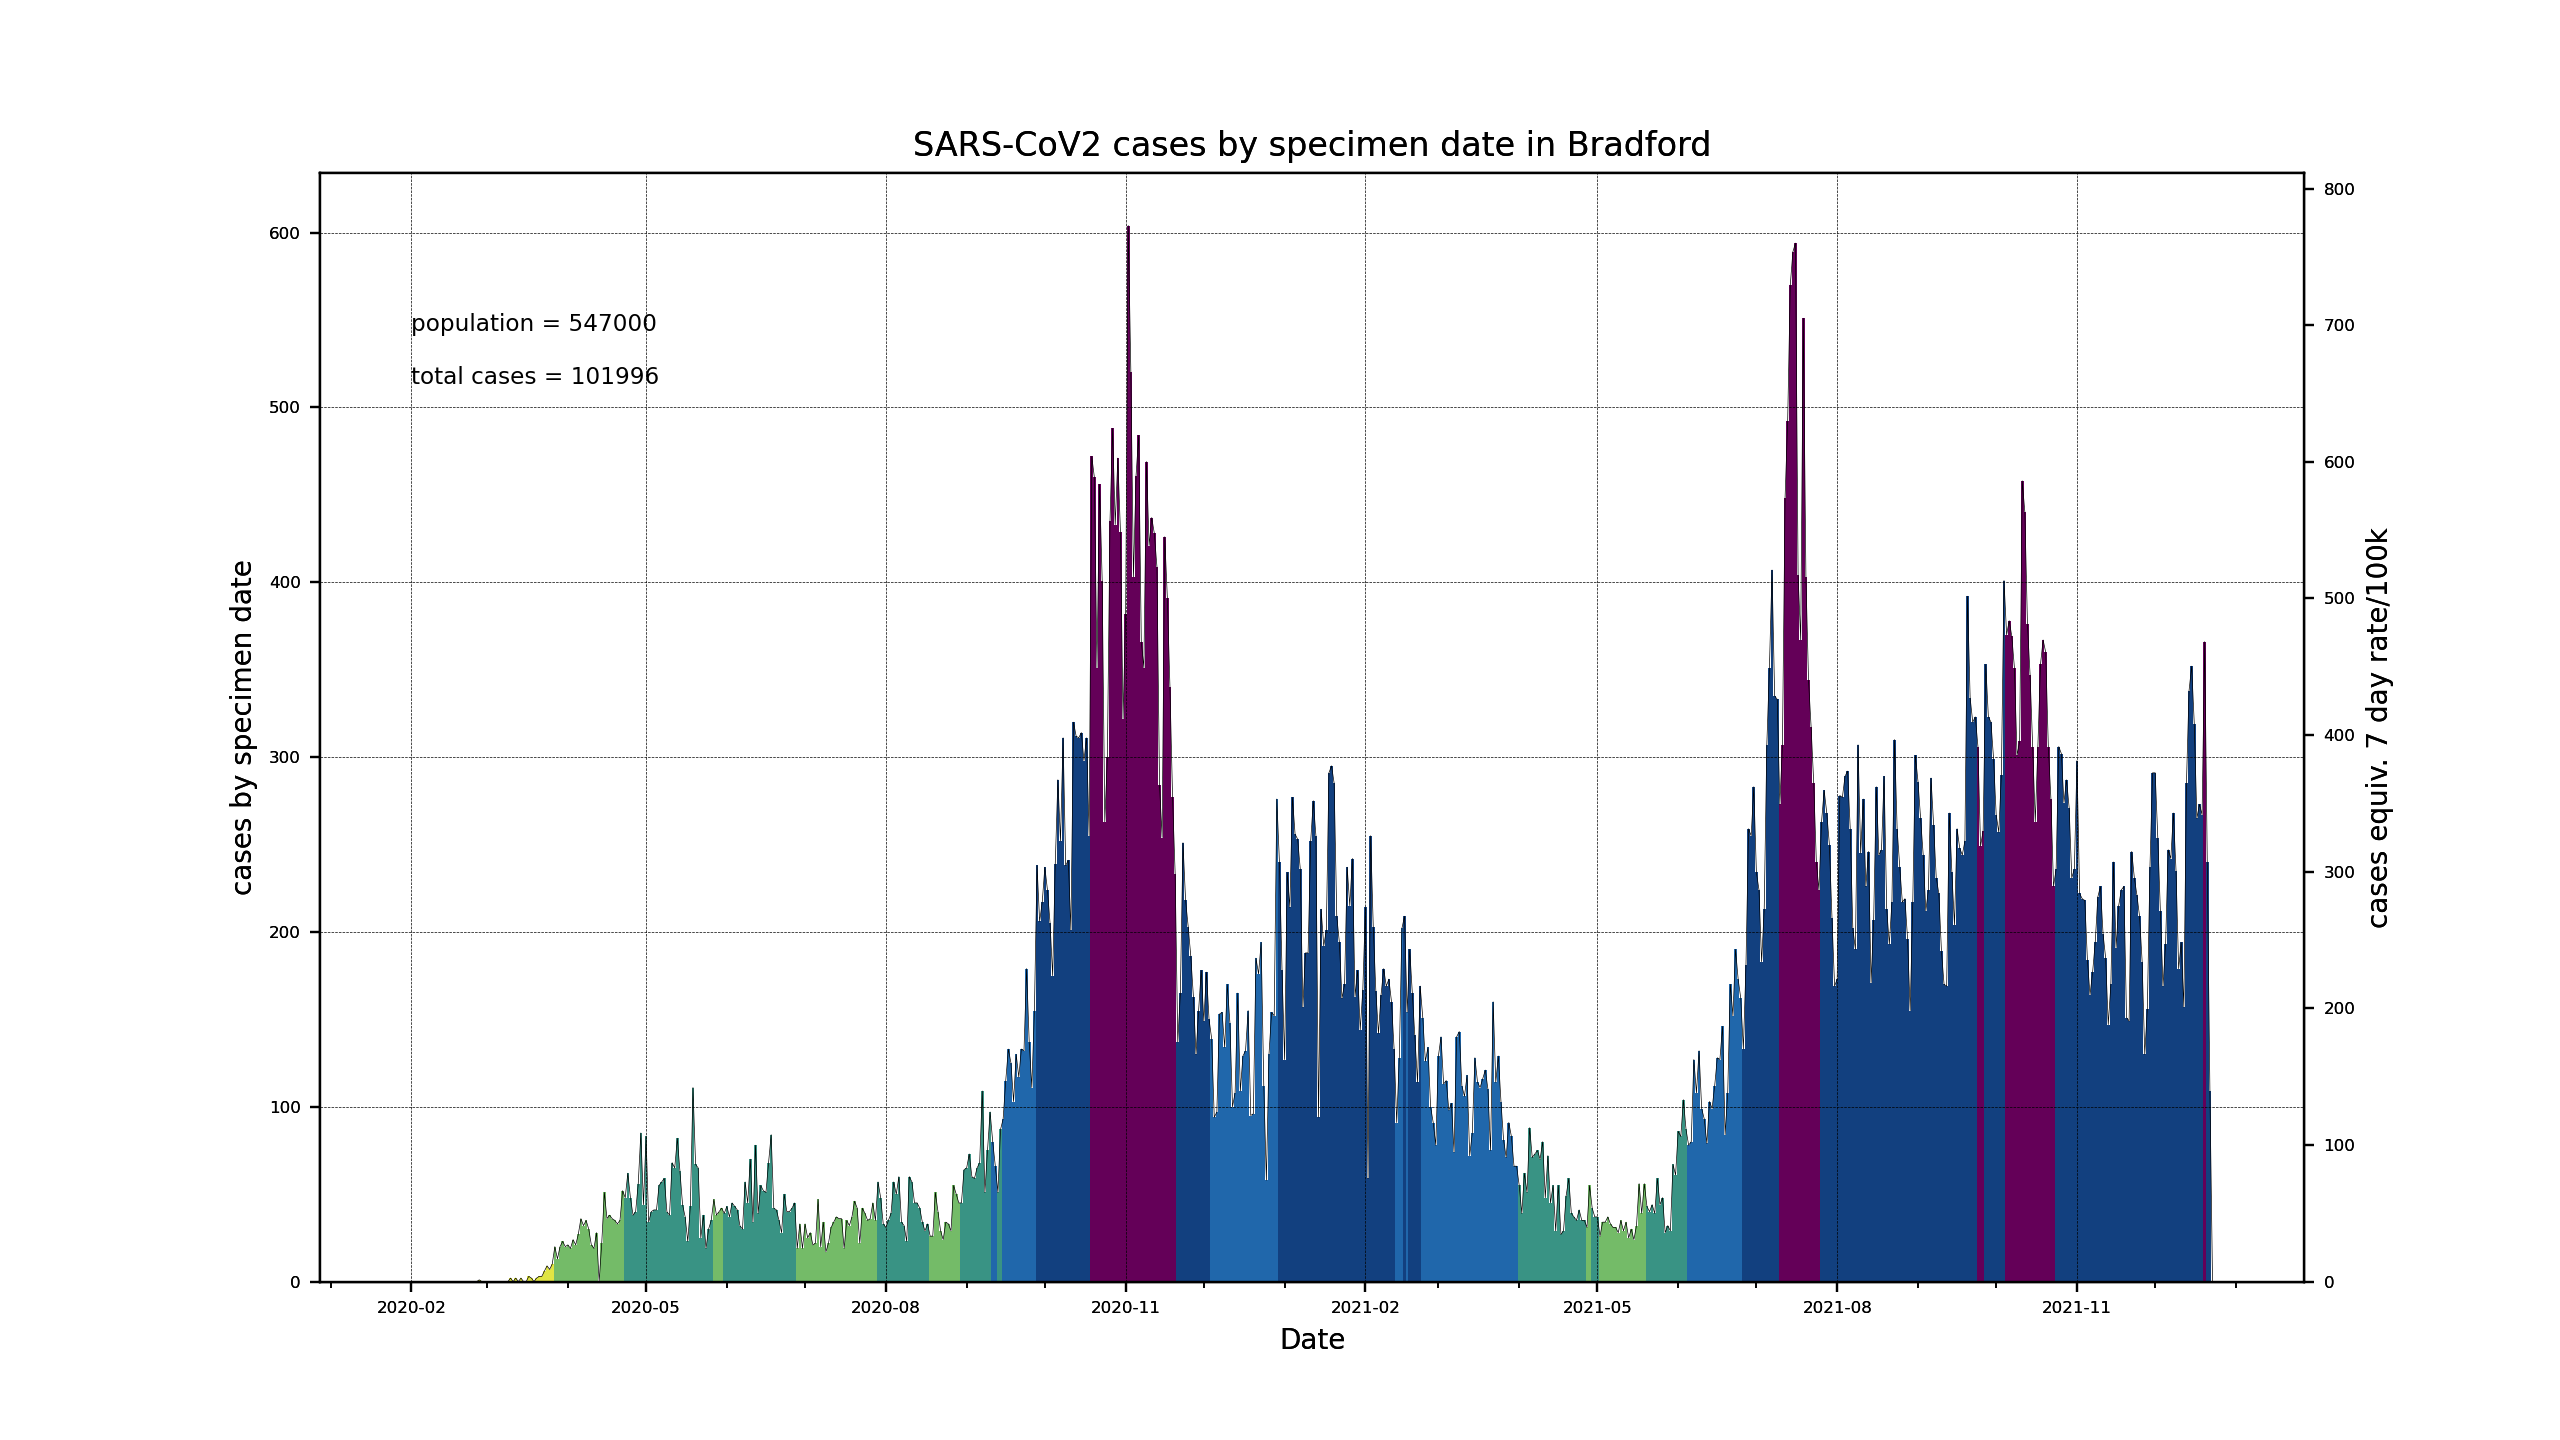 SARS-CoV2 cases by specimen date in Bradford
population = 547000
total cases = 101996
cases by specimen date
600
500
400
300
200
100
0
800
700
600
500
400
300
200
100
0
cases equiv. 7 day rate/100k
2020-02 2020-05 2020-08 2020-11 2021-02 2021-05 2021-08 2021-11
Date